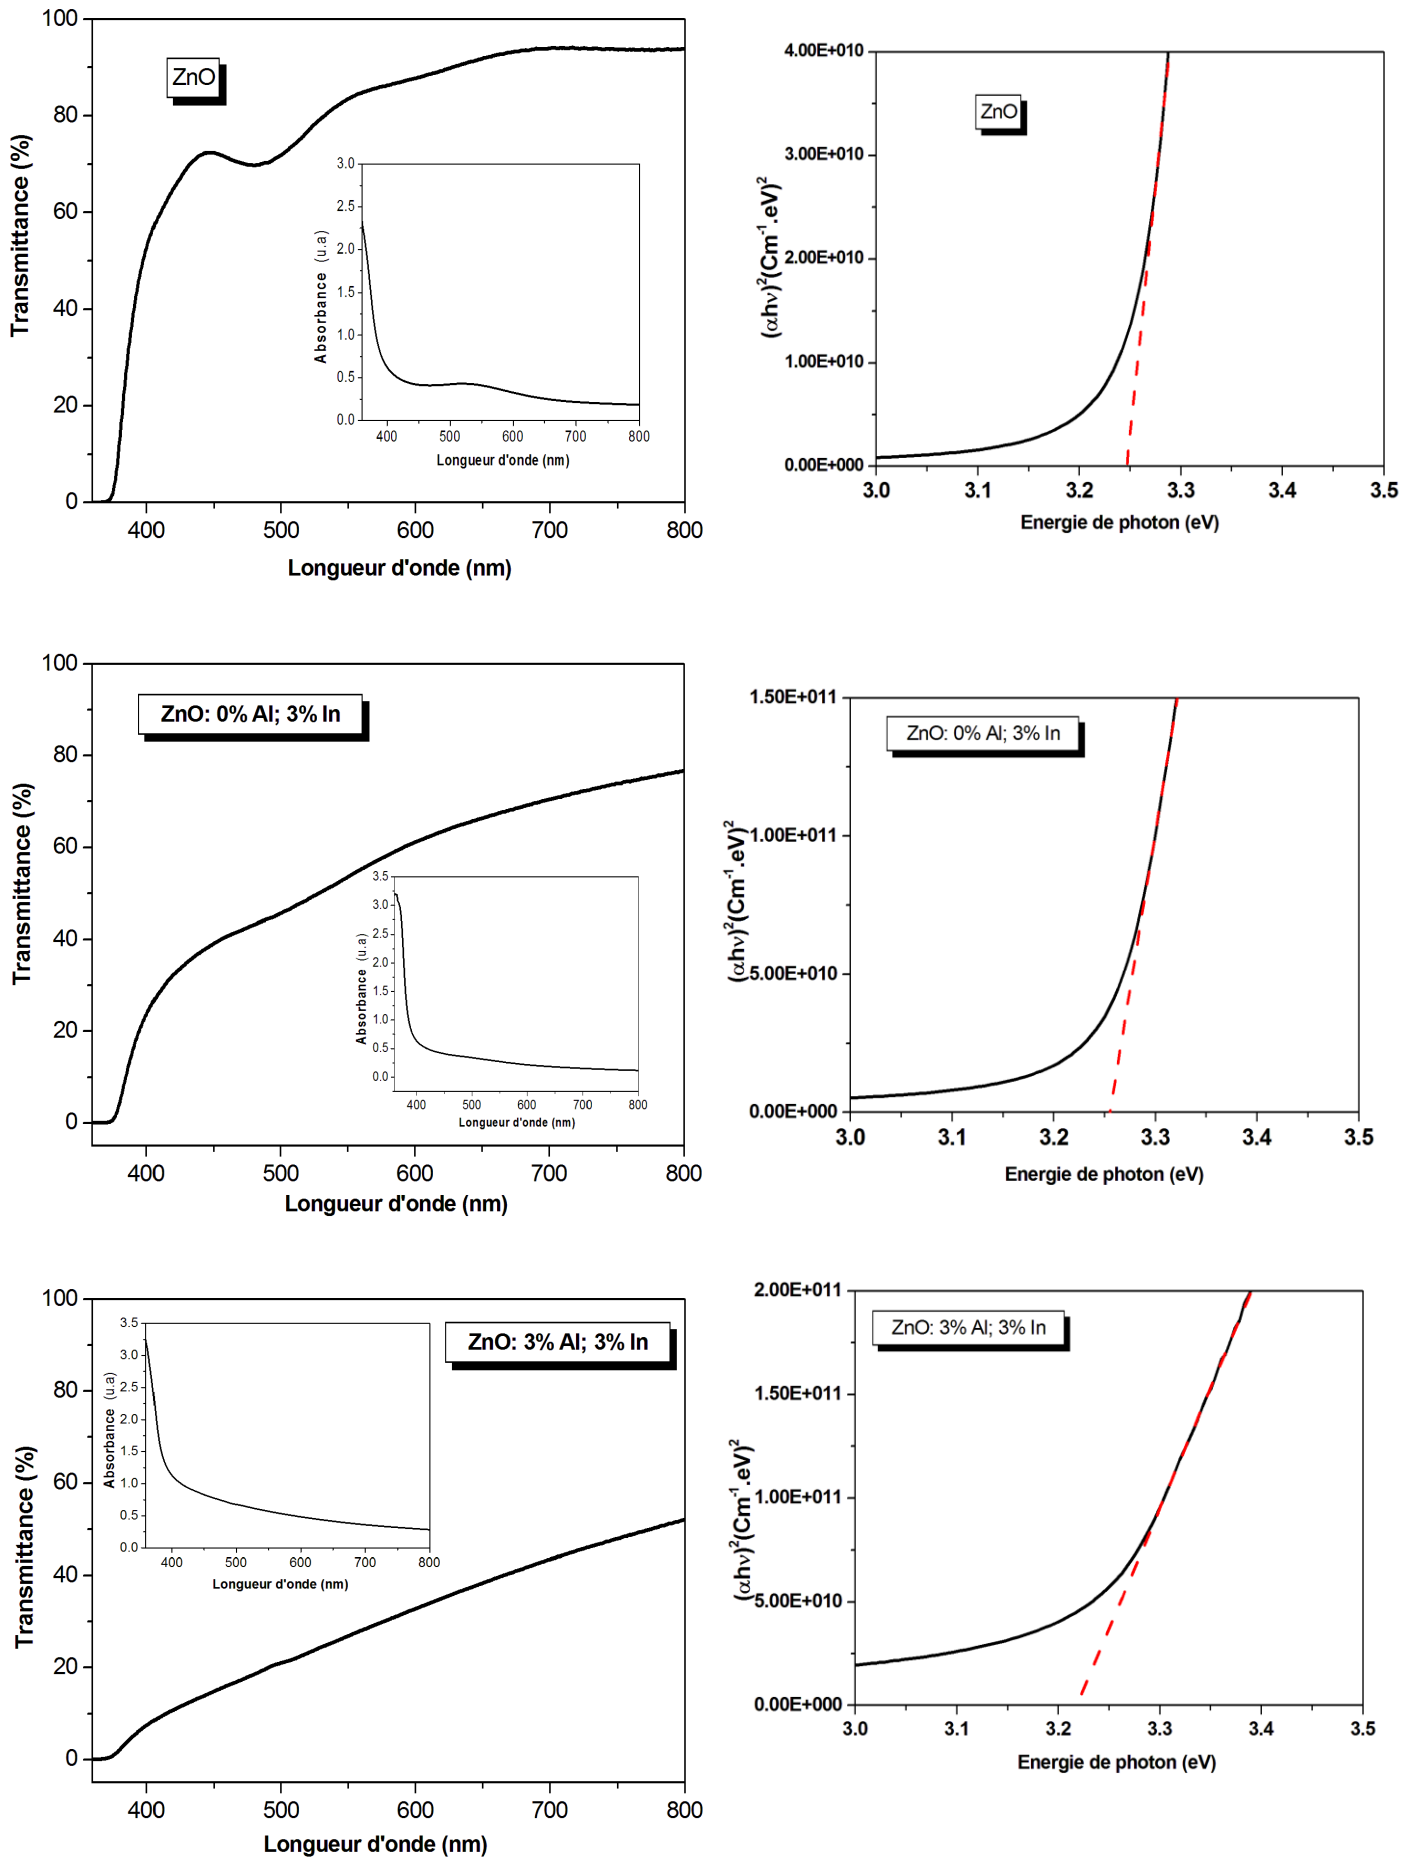 100
80
60
40
20
0
Transmittance (%)
ZnO
400
500
600
700
800
Longueur d'onde (nm)
3.0
2.5
2.0
1.5
1.0
0.5
0.0
Absorbance (u.a)
400
500
600
700
800
Longueur d'onde (nm)
4.00E+010
3.00E+010
2.00E+010
1.00E+010
0.00E+000
(αhν)²(Cm⁻¹.eV)²
ZnO
3.0
3.1
3.2
3.3
3.4
3.5
Energie de photon (eV)
100
80
60
40
20
0
Transmittance (%)
ZnO: 0% Al; 3% In
400
500
600
700
800
Longueur d'onde (nm)
3.5
3.0
2.5
2.0
1.5
1.0
0.5
0.0
Absorbance (u.a)
400
500
600
700
800
Longueur d'onde (nm)
1.50E+011
1.00E+011
5.00E+010
0.00E+000
(αhν)²(Cm⁻¹.eV)²
ZnO: 0% Al; 3% In
3.0
3.1
3.2
3.3
3.4
3.5
Energie de photon (eV)
100
80
60
40
20
0
Transmittance (%)
ZnO: 3% Al; 3% In
400
500
600
700
800
Longueur d'onde (nm)
3.5
3.0
2.5
2.0
1.5
1.0
0.5
0.0
Absorbance (u.a)
400
500
600
700
800
Longueur d'onde (nm)
2.00E+011
1.50E+011
1.00E+011
5.00E+010
0.00E+000
(αhν)²(Cm⁻¹.eV)²
ZnO: 3% Al; 3% In
3.0
3.1
3.2
3.3
3.4
3.5
Energie de photon (eV)